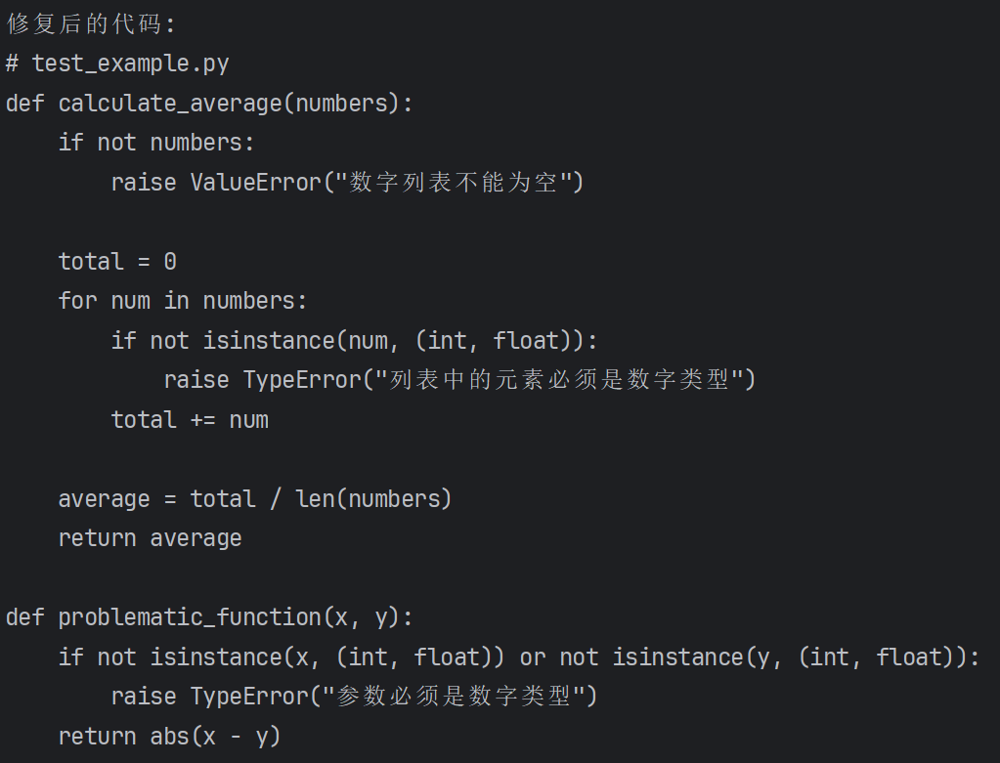 修复后的代码:
# test_example.py
def calculate_average(numbers):
    if not numbers:
        raise ValueError("数字列表不能为空")

    total = 0
    for num in numbers:
        if not isinstance(num, (int, float)):
            raise TypeError("列表中的元素必须是数字类型")
        total += num

    average = total / len(numbers)
    return average

def problematic_function(x, y):
    if not isinstance(x, (int, float)) or not isinstance(y, (int, float)):
        raise TypeError("参数必须是数字类型")
    return abs(x - y)